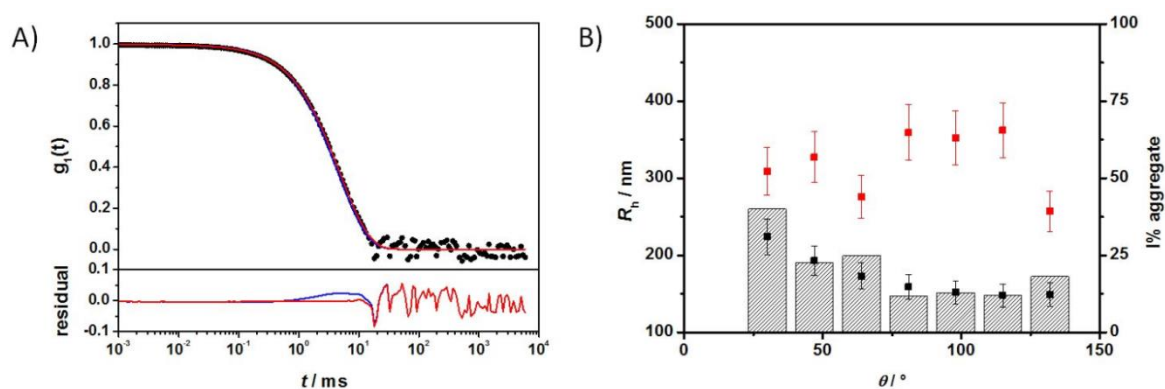 A)
1.0
0.8
0.6
0.4
0.2
0.0
g₁(t)
0.1
0.0
-0.1
residual
10⁻³ 10⁻² 10⁻¹ 10⁰ 10¹ 10² 10³ 10⁴
t / ms
B)
500
400
300
200
100
Rₕ / nm
100
75
50
25
0
I% aggregate
0 50 100 150
θ / º